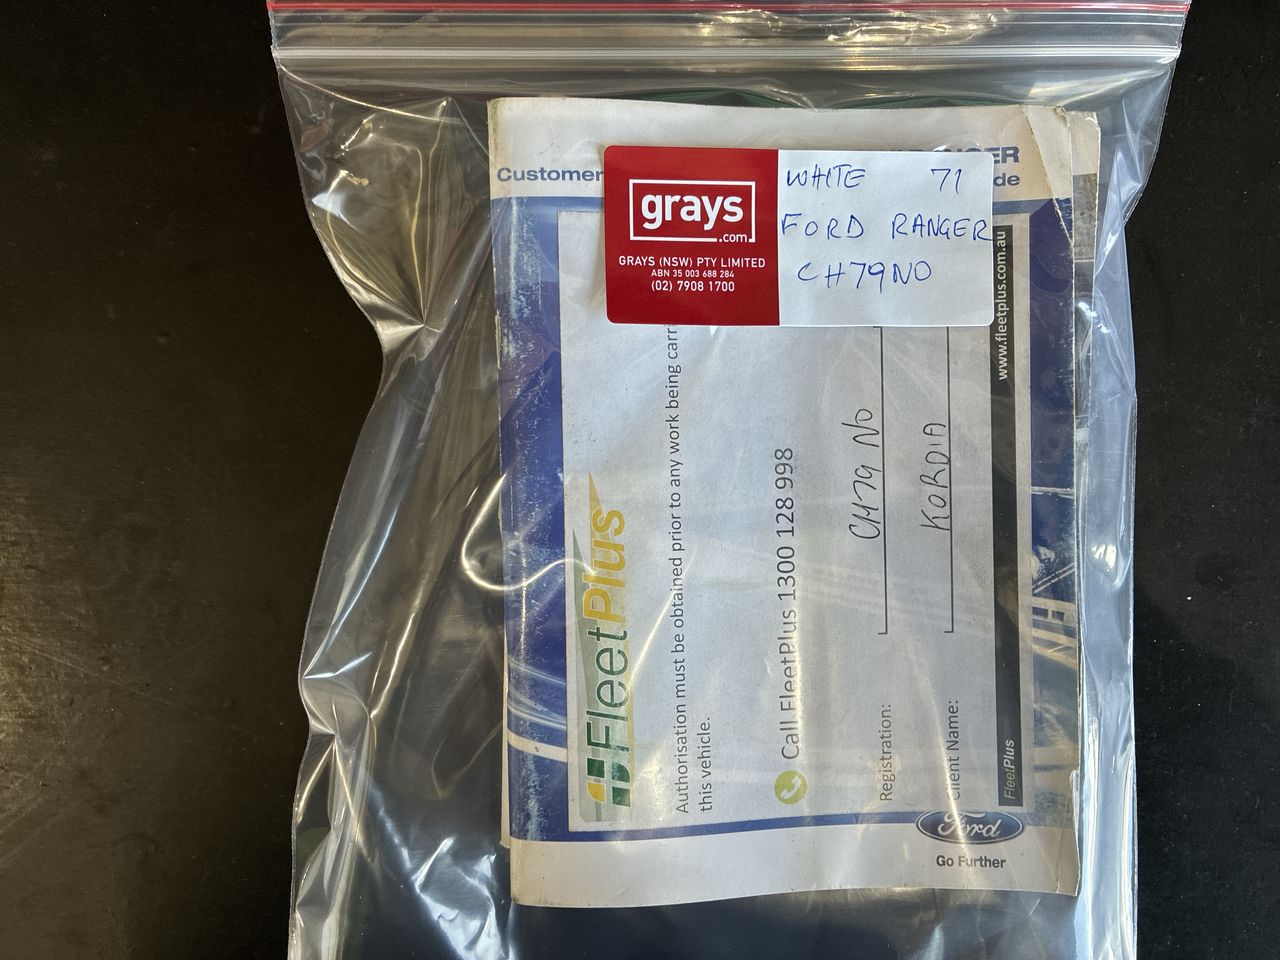 Customer
GER
de
grays
.com
GRAYS (NSW) PTY LIMITED
ABN 35 003 688 284
(02) 7908 1700
WHITE 71
FORD RANGER
CH79NO
FleetPlus
Authorisation must be obtained prior to any work being carri
this vehicle.
Call FleetPlus 1300 128 998
Registration: CH79 NO
Client Name: KORDIA
FleetPlus www.fleetplus.com.au
Ford
Go Further